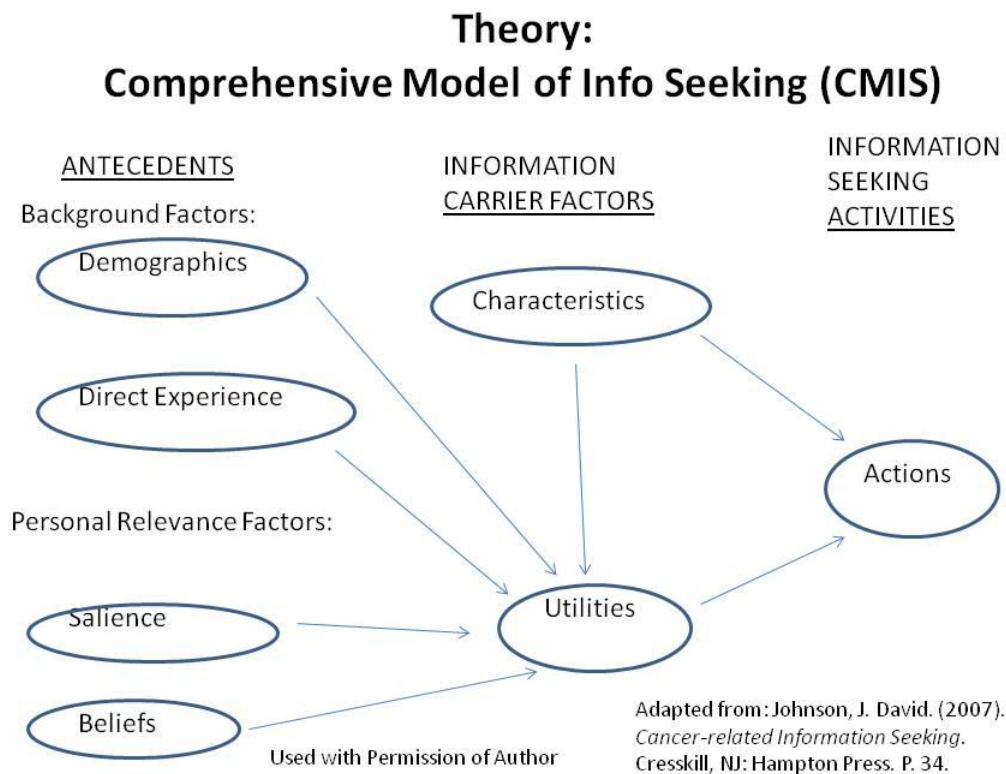 Theory:
Comprehensive Model of Info Seeking (CMIS)
ANTECEDENTS
INFORMATION
CARRIER FACTORS
INFORMATION
SEEKING
ACTIVITIES
Background Factors:
Demographics
Characteristics
Direct Experience
Actions
Personal Relevance Factors:
Salience
Utilities
Beliefs
Used with Permission of Author
Adapted from: Johnson, J. David. (2007).
Cancer-related Information Seeking.
Cresskill, NJ: Hampton Press. P. 34.